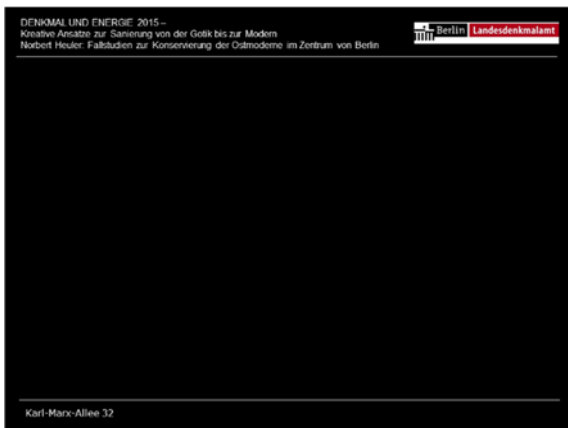 DENKMAL UND ENERGIE 2015 –
Kreative Ansätze zur Sanierung von der Gotik bis zur Modern
Norbert Heuler: Fallstudien zur Konservierung der Ostmoderne im Zentrum von Berlin
Berlin Landesdenkmalamt
Karl-Marx-Allee 32